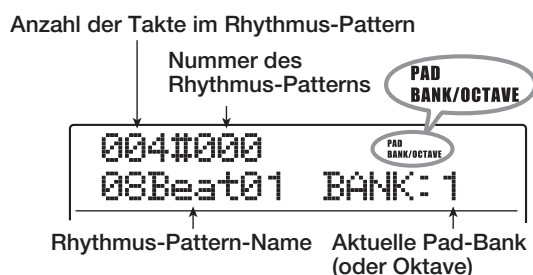 Anzahl der Takte im Rhythmus-Pattern
Nummer des
Rhythmus-Patterns
PAD
BANK/OCTAVE
004#000
PAD
BANK/OCTAVE
08Beat01 BANK:1
Rhythmus-Pattern-Name
Aktuelle Pad-Bank
(oder Oktave)